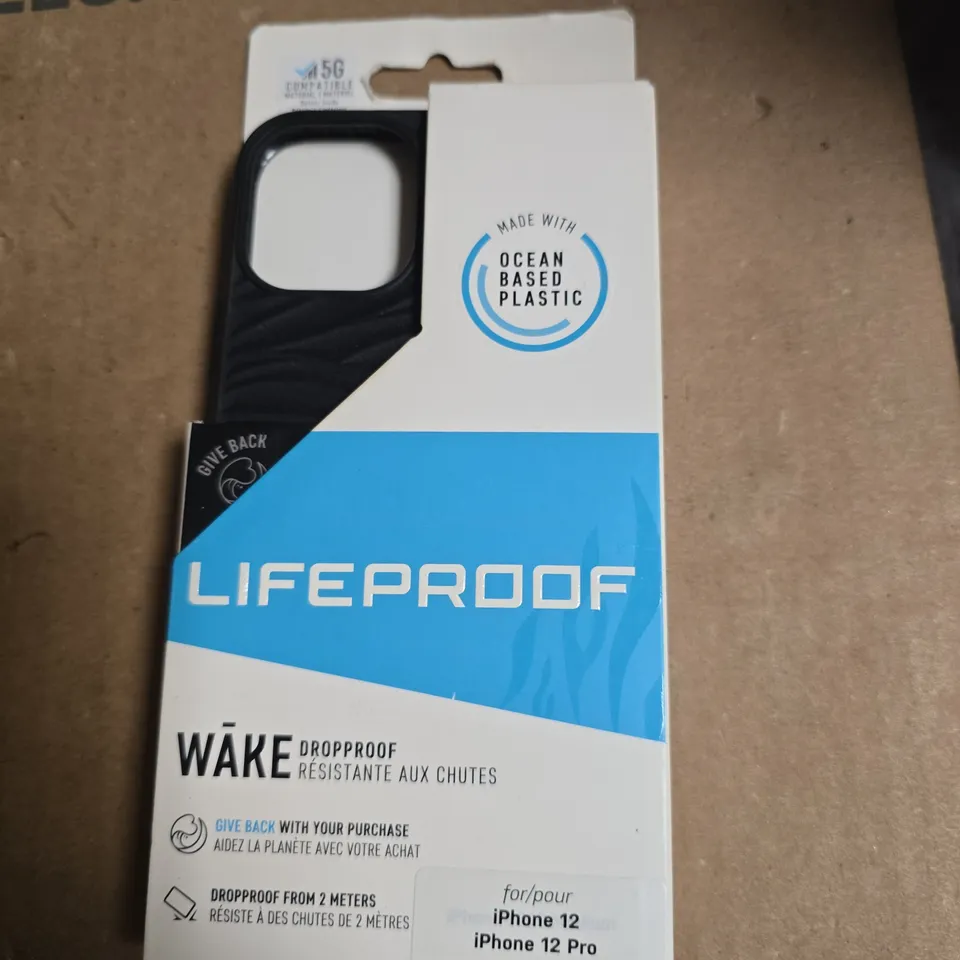 5G
COMPATIBLE
MADE WITH
OCEAN
BASED
PLASTIC
GIVE BACK
LIFEPROOF
WĀKE DROPPROOF
RÉSISTANTE AUX CHUTES
GIVE BACK WITH YOUR PURCHASE
AIDEZ LA PLANÈTE AVEC VOTRE ACHAT
DROPPROOF FROM 2 METERS
RÉSISTE À DES CHUTES DE 2 MÈTRES
for/pour
iPhone 12
iPhone 12 Pro